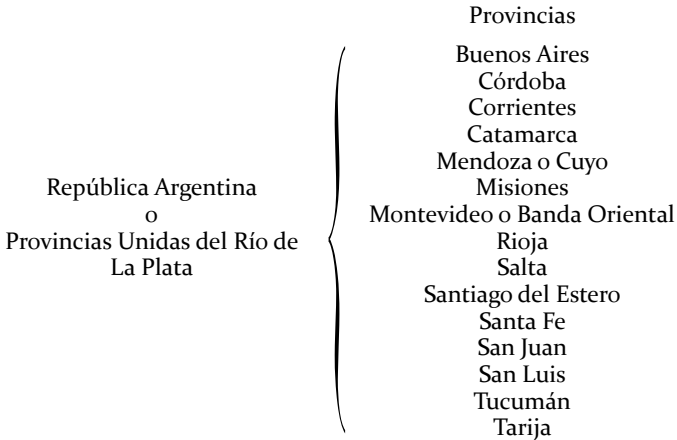 Provincias
República Argentina
o
Provincias Unidas del Río de
La Plata
Buenos Aires
Córdoba
Corrientes
Catamarca
Mendoza o Cuyo
Misiones
Montevideo o Banda Oriental
Rioja
Salta
Santiago del Estero
Santa Fe
San Juan
San Luis
Tucumán
Tarija